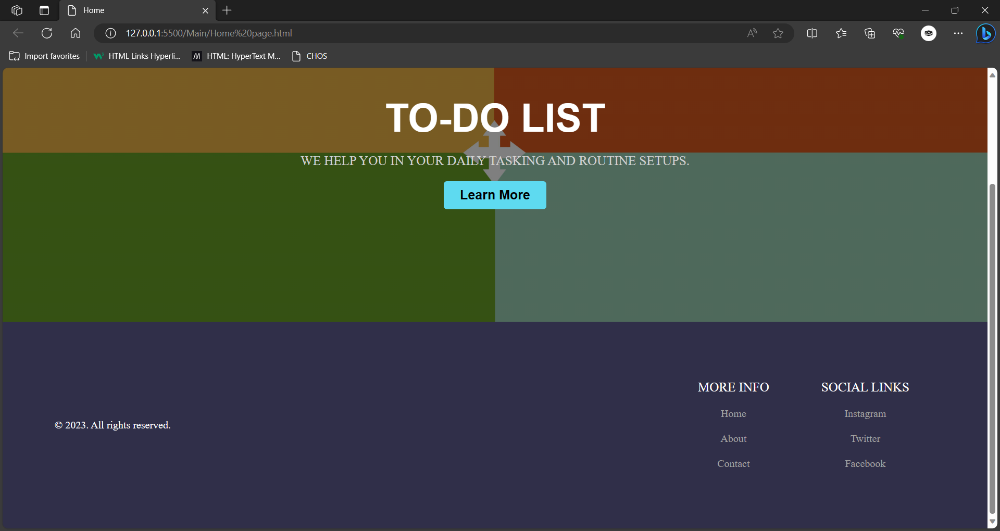 Home
127.0.0.1:5500/Main/Home%20page.html
Import favorites
HTML Links Hyperli...
HTML: HyperText M...
CHOS
TO-DO LIST
WE HELP YOU IN YOUR DAILY TASKING AND ROUTINE SETUPS.
Learn More
© 2023. All rights reserved.
MORE INFO
Home
About
Contact
SOCIAL LINKS
Instagram
Twitter
Facebook